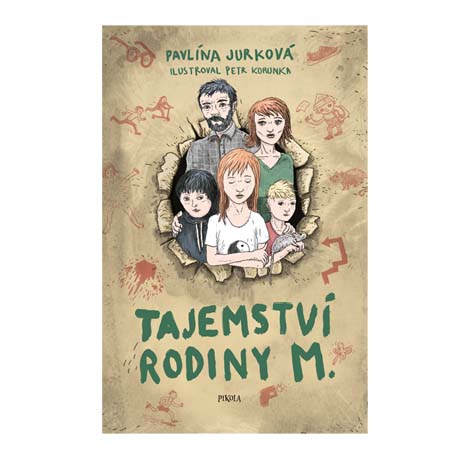 PAVLÍNA JURKOVÁ
ILUSTROVAL PETR KORUNKA
TAJEMSTVÍ
RODINY M.
PIKOLA